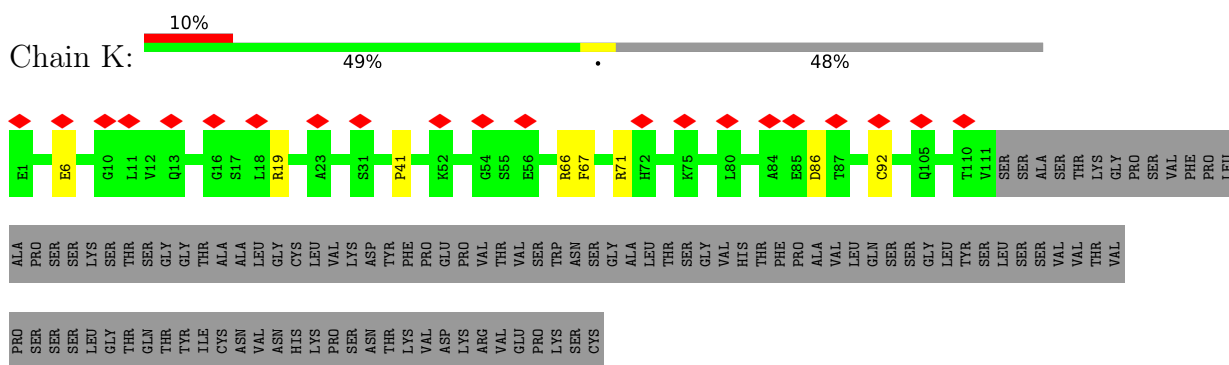 10%
Chain K:
49% • 48%
E1 E6 G10 L11 V12 Q13 G16 S17 L18 R19 A23 S31 P41 K52 G54 S55 E56 R66 F67 R71 H72 K75 L80 A84 E85 D86 T87 C92 Q105 T110 V111 SER SER ALA SER THR LYS GLY PRO SER VAL PHE PRO LEU
ALA PRO SER SER LYS SER THR SER GLY GLY THR ALA ALA LEU GLY CYS LEU VAL LYS ASP TYR PHE PRO GLU PRO VAL THR VAL SER TRP ASN SER GLY ALA LEU THR SER GLY VAL HIS THR PHE PRO ALA VAL LEU GLN SER SER GLY LEU TYR SER LEU SER SER VAL VAL THR VAL
PRO SER SER SER LEU GLY THR GLN THR TYR ILE CYS ASN VAL ASN HIS LYS PRO SER ASN THR LYS VAL ASP LYS ARG VAL GLU PRO LYS SER CYS